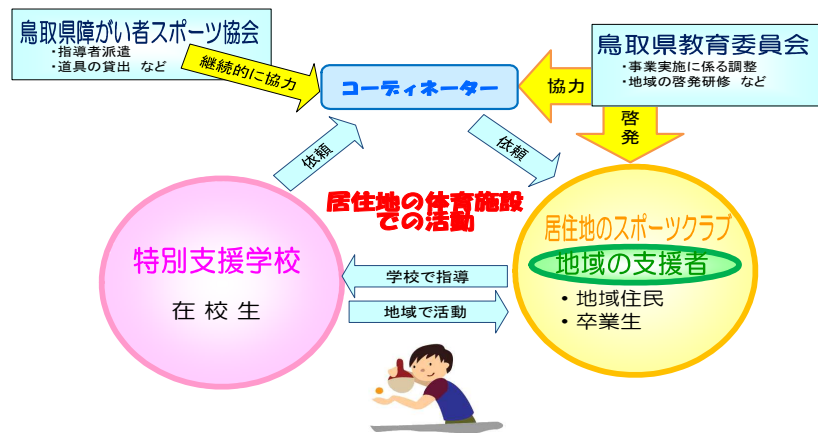 鳥取県障がい者スポーツ協会
・指導者派遣
・道具の貸出 など
継続的に協力
コーディネーター
協力
鳥取県教育委員会
・事業実施に係る調整
・地域の啓発研修 など
啓発
依頼
依頼
居住地の体育施設
での活動
特別支援学校
在校生
学校で指導
地域で活動
居住地のスポーツクラブ
地域の支援者
・地域住民
・卒業生